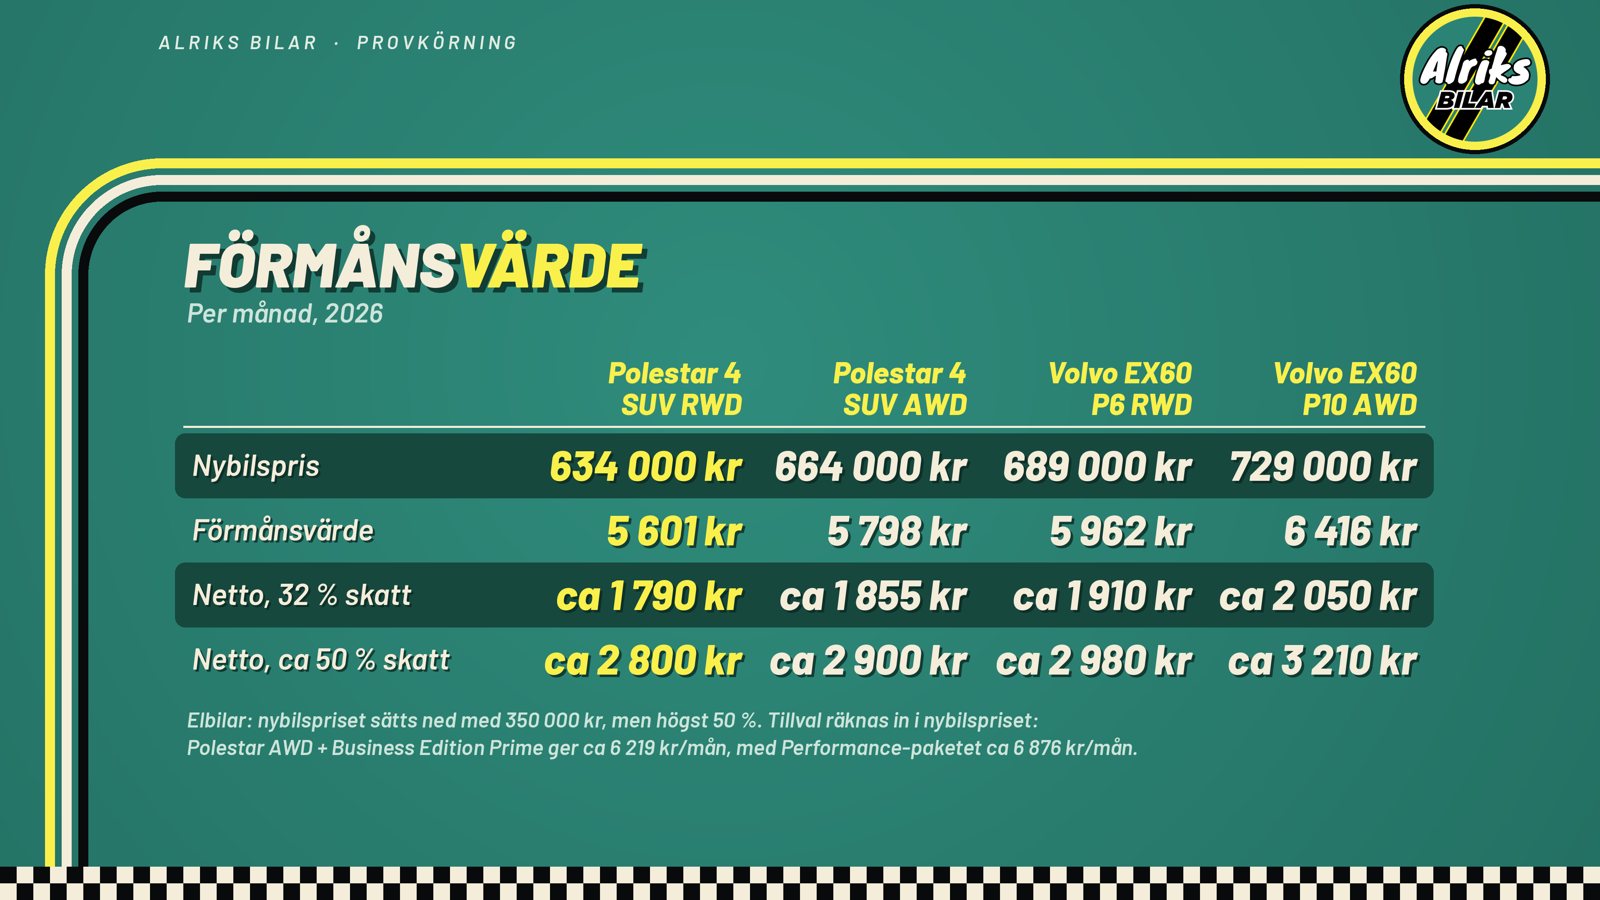 ALRIKS BILAR · PROVKÖRNING
Alriks
BILAR
FÖRMÅNSVÄRDE
Per månad, 2026
Polestar 4 Polestar 4 Volvo EX60 Volvo EX60
SUV RWD SUV AWD P6 RWD P10 AWD
Nybilspris 634 000 kr 664 000 kr 689 000 kr 729 000 kr
Förmånsvärde 5 601 kr 5 798 kr 5 962 kr 6 416 kr
Netto, 32 % skatt ca 1 790 kr ca 1 855 kr ca 1 910 kr ca 2 050 kr
Netto, ca 50 % skatt ca 2 800 kr ca 2 900 kr ca 2 980 kr ca 3 210 kr
Elbilar: nybilspriset sätts ned med 350 000 kr, men högst 50 %. Tillval räknas in i nybilspriset:
Polestar AWD + Business Edition Prime ger ca 6 219 kr/mån, med Performance-paketet ca 6 876 kr/mån.